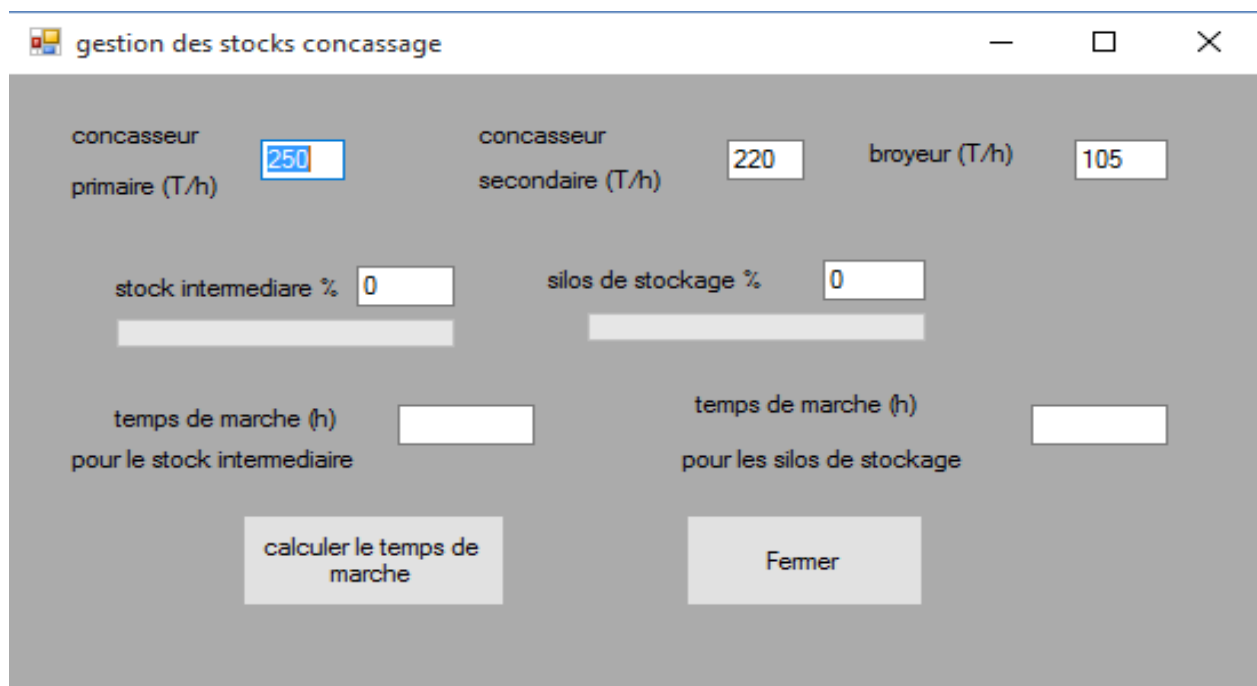 gestion des stocks concassage
concasseur
primaire (T/h)
250
concasseur
secondaire (T/h)
220
broyeur (T/h)
105
stock intermediare %
0
silos de stockage %
0
temps de marche (h)
pour le stock intermediaire
temps de marche (h)
pour les silos de stockage
calculer le temps de
marche
Fermer